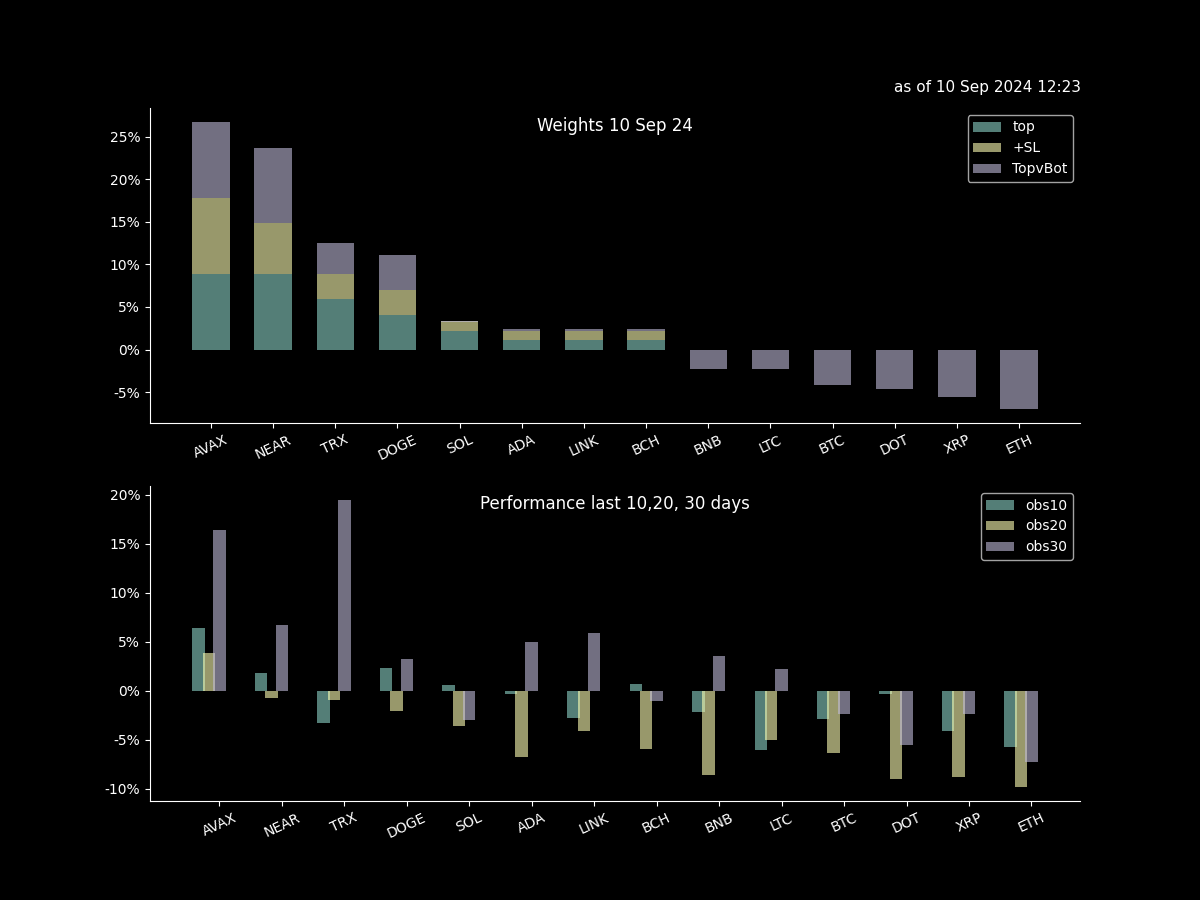 as of 10 Sep 2024 12:23
Weights 10 Sep 24
top
+SL
TopvBot
25%
20%
15%
10%
5%
0%
-5%
AVAX NEAR TRX DOGE SOL ADA LINK BCH BNB LTC BTC DOT XRP ETH
Performance last 10,20, 30 days
obs10
obs20
obs30
20%
15%
10%
5%
0%
-5%
-10%
AVAX NEAR TRX DOGE SOL ADA LINK BCH BNB LTC BTC DOT XRP ETH